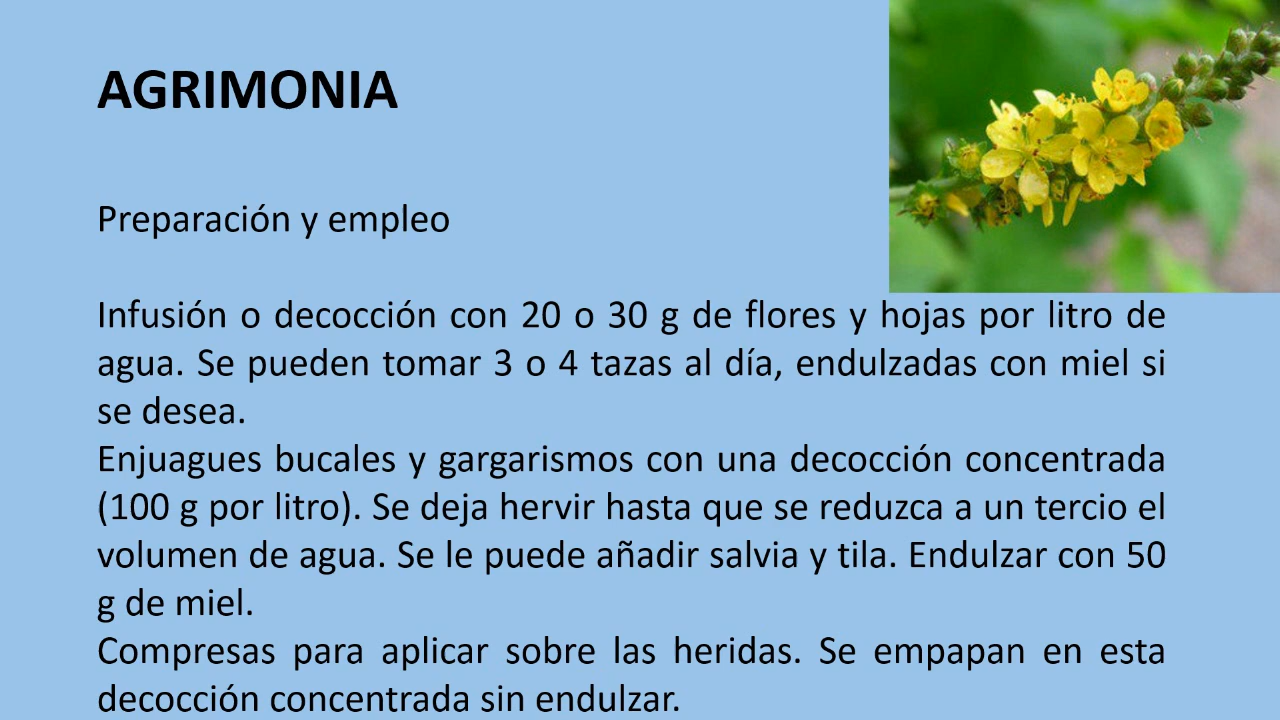 AGRIMONIA
Preparación y empleo
Infusión o decocción con 20 o 30 g de flores y hojas por litro de
agua. Se pueden tomar 3 o 4 tazas al día, endulzadas con miel si
se desea.
Enjuagues bucales y gargarismos con una decocción concentrada
(100 g por litro). Se deja hervir hasta que se reduzca a un tercio el
volumen de agua. Se le puede añadir salvia y tila. Endulzar con 50
g de miel.
Compresas para aplicar sobre las heridas. Se empapan en esta
decocción concentrada sin endulzar.